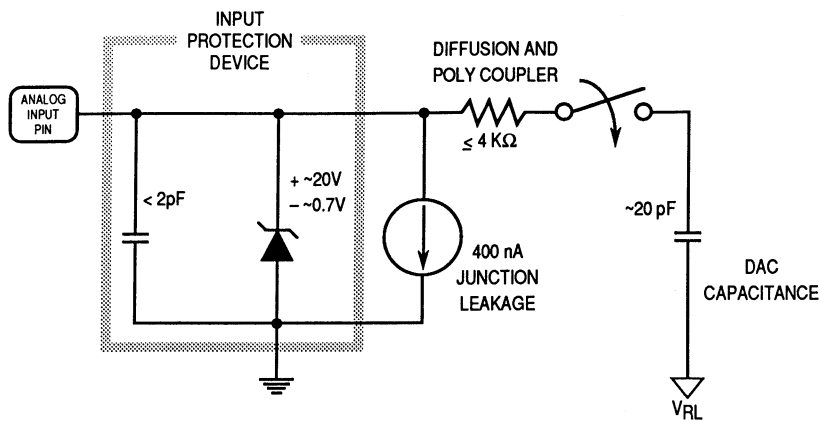 INPUT
PROTECTION
DEVICE
DIFFUSION AND
POLY COUPLER
ANALOG
INPUT
PIN
≤ 4 KΩ
+ ~20V
– ~0.7V
< 2pF
~20 pF
400 nA
JUNCTION
LEAKAGE
DAC
CAPACITANCE
VRL